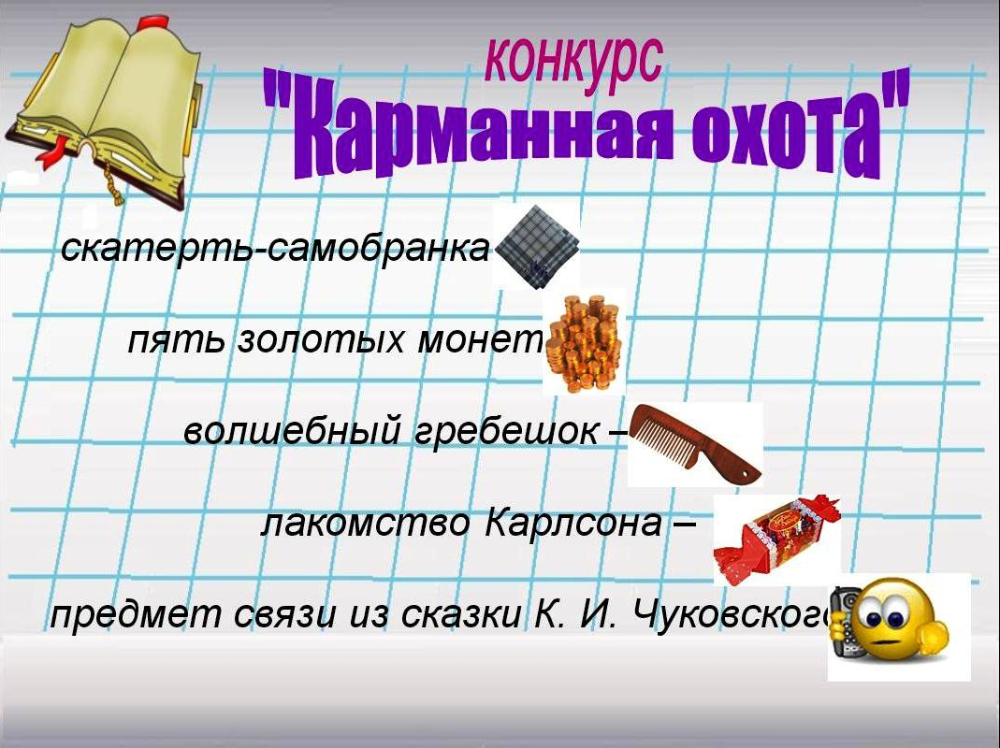 конкурс
"Карманная охота"
скатерть-самобранка
пять золотых монет
волшебный гребешок –
лакомство Карлсона –
предмет связи из сказки К. И. Чуковского